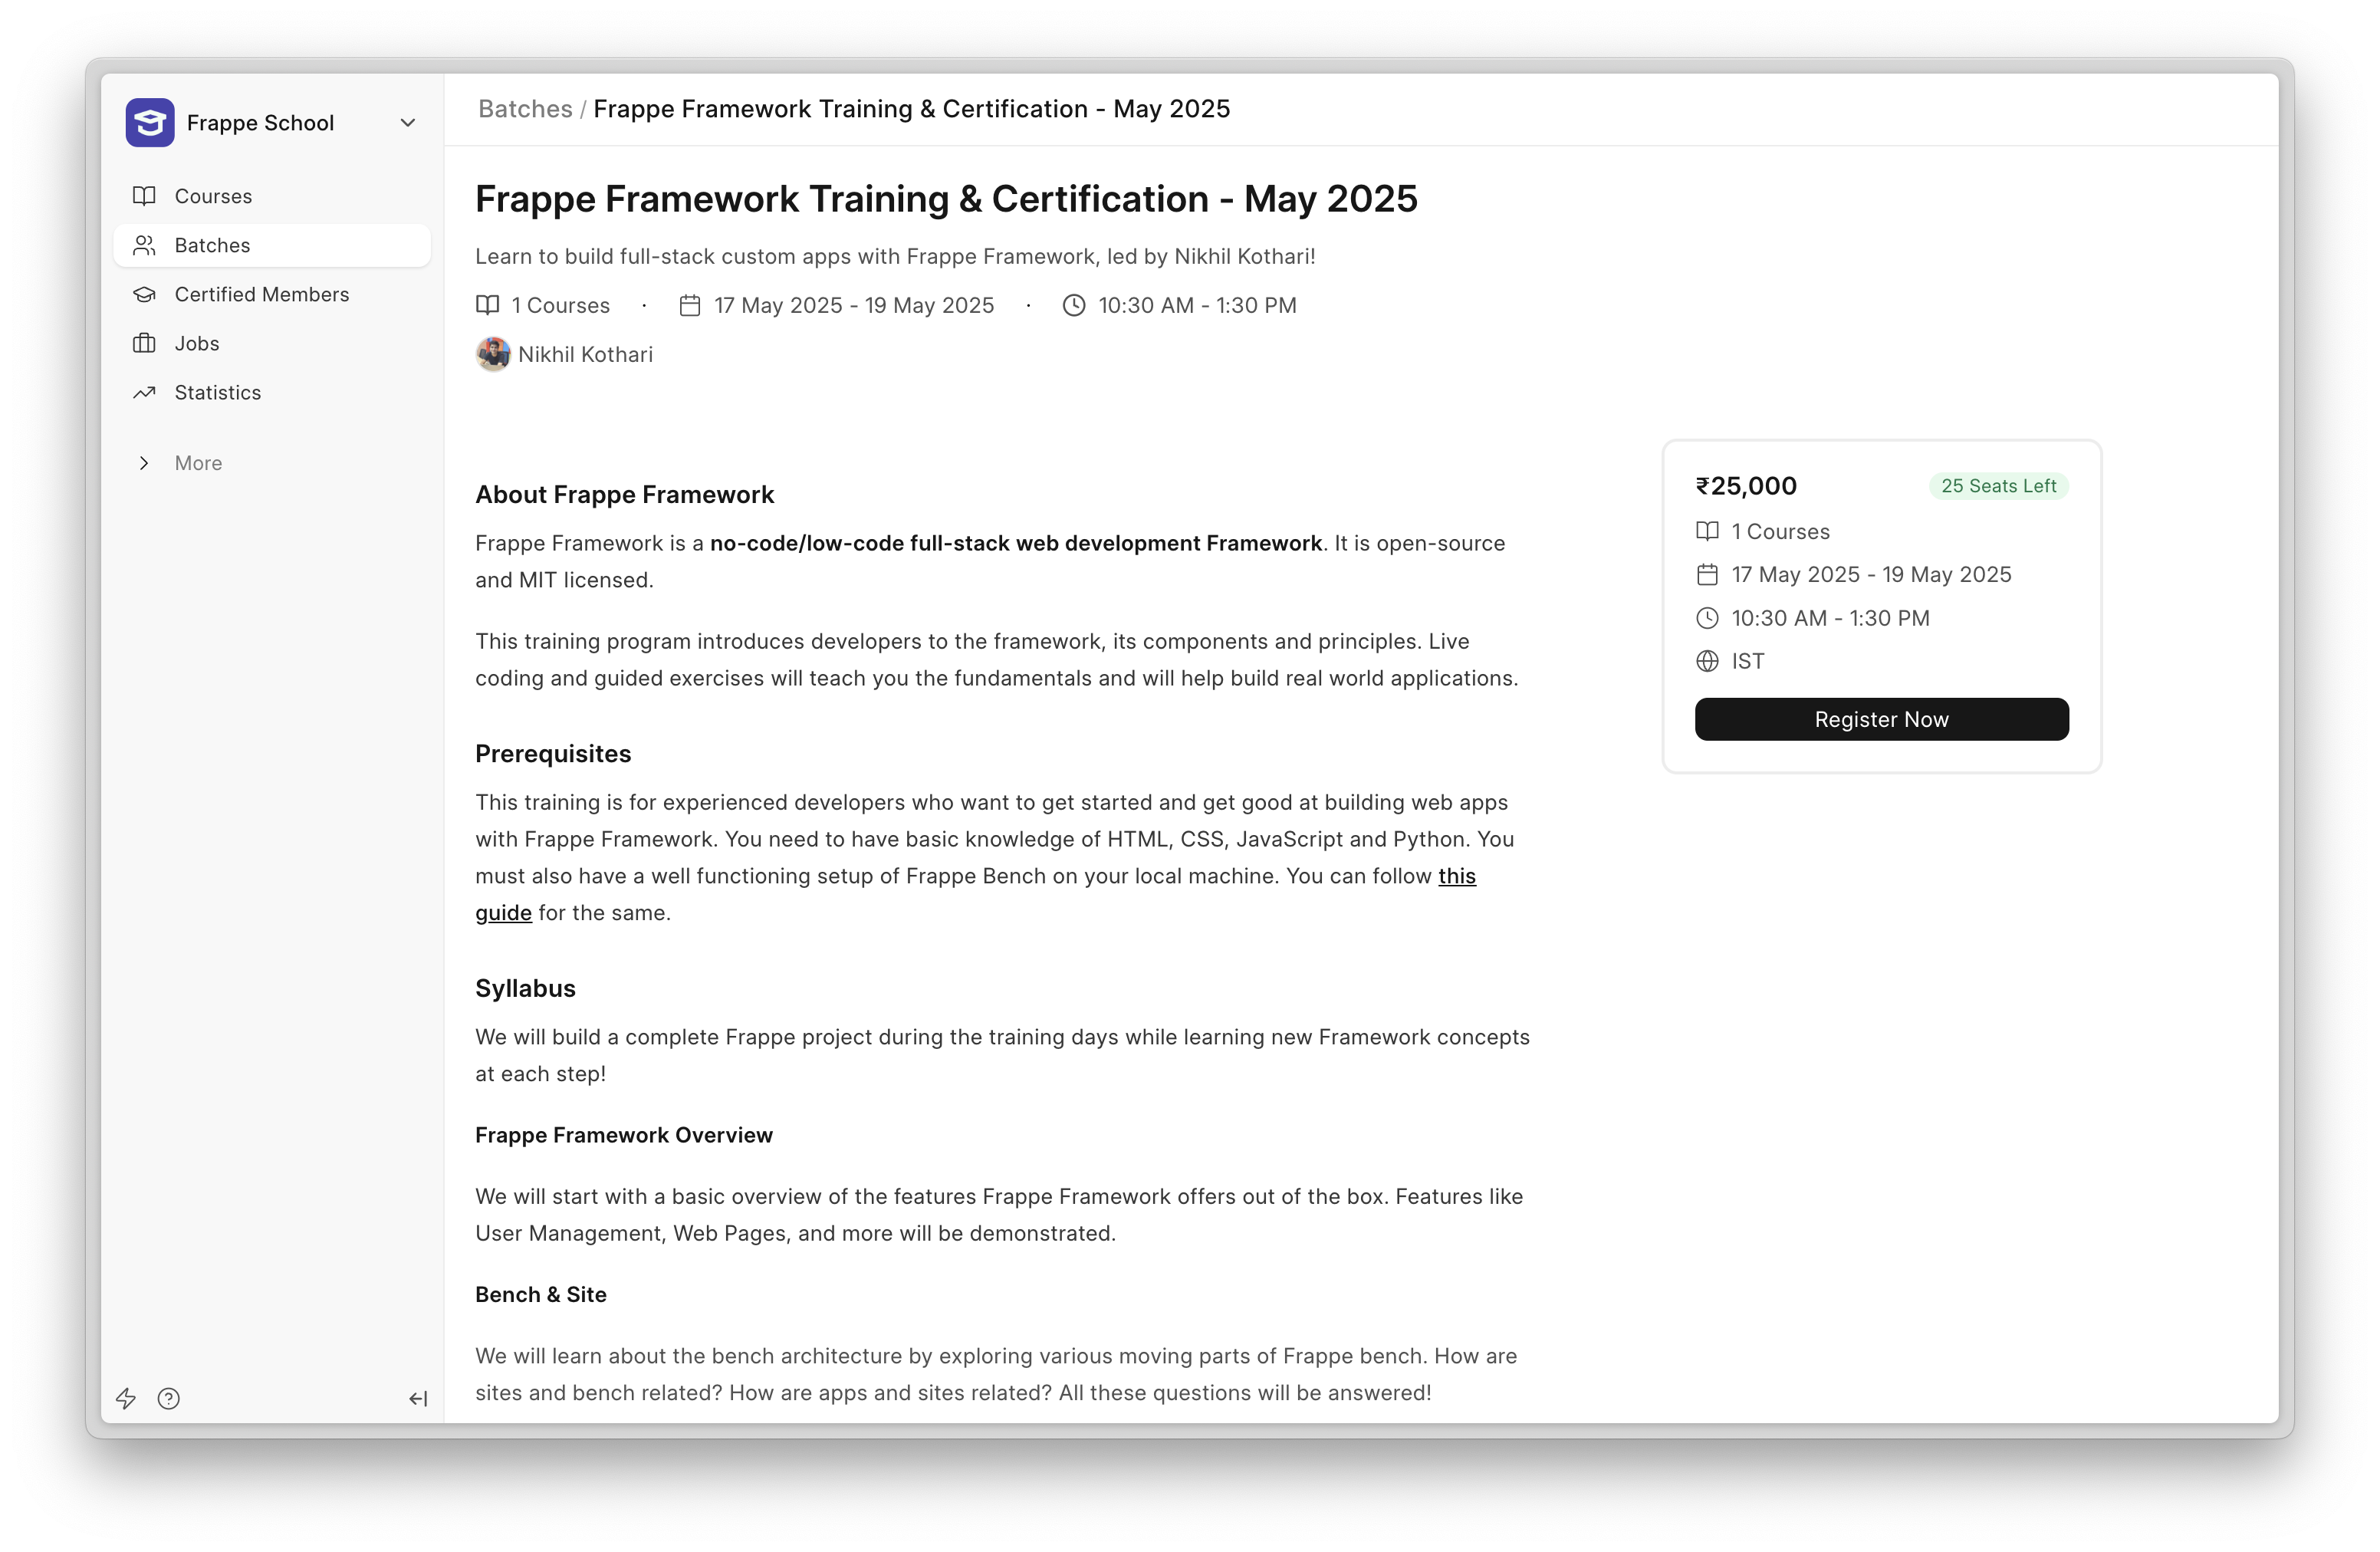 Frappe School
Courses
Batches
Certified Members
Jobs
Statistics
More
Batches / Frappe Framework Training & Certification - May 2025
Frappe Framework Training & Certification - May 2025
Learn to build full-stack custom apps with Frappe Framework, led by Nikhil Kothari!
1 Courses · 17 May 2025 - 19 May 2025 · 10:30 AM - 1:30 PM
Nikhil Kothari
About Frappe Framework
Frappe Framework is a no-code/low-code full-stack web development Framework. It is open-source
and MIT licensed.
This training program introduces developers to the framework, its components and principles. Live
coding and guided exercises will teach you the fundamentals and will help build real world applications.
Prerequisites
This training is for experienced developers who want to get started and get good at building web apps
with Frappe Framework. You need to have basic knowledge of HTML, CSS, JavaScript and Python. You
must also have a well functioning setup of Frappe Bench on your local machine. You can follow this
guide for the same.
Syllabus
We will build a complete Frappe project during the training days while learning new Framework concepts
at each step!
Frappe Framework Overview
We will start with a basic overview of the features Frappe Framework offers out of the box. Features like
User Management, Web Pages, and more will be demonstrated.
Bench & Site
We will learn about the bench architecture by exploring various moving parts of Frappe bench. How are
sites and bench related? How are apps and sites related? All these questions will be answered!
₹25,000
25 Seats Left
1 Courses
17 May 2025 - 19 May 2025
10:30 AM - 1:30 PM
IST
Register Now